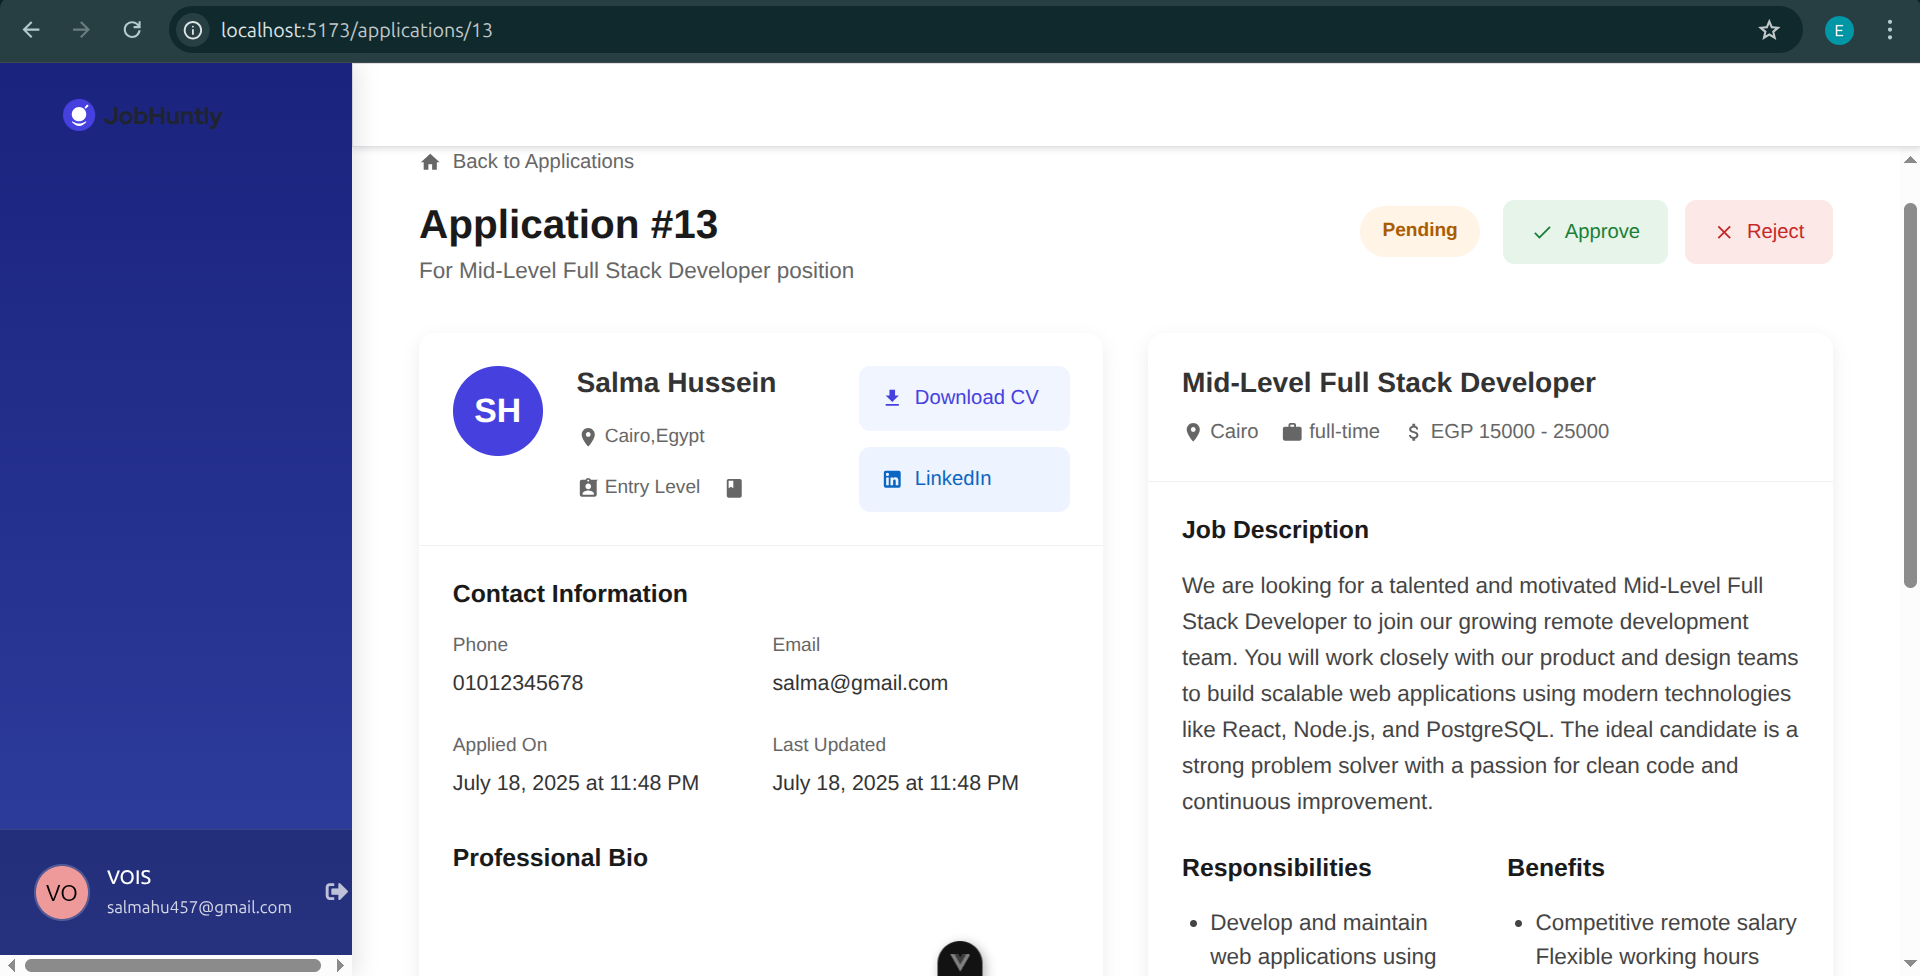 localhost:5173/applications/13
E
JobHuntly
Back to Applications
Application #13
For Mid-Level Full Stack Developer position
Pending
Approve
Reject
SH
Salma Hussein
Cairo,Egypt
Entry Level
Download CV
LinkedIn
Contact Information
Phone
01012345678
Email
salma@gmail.com
Applied On
July 18, 2025 at 11:48 PM
Last Updated
July 18, 2025 at 11:48 PM
Professional Bio
Mid-Level Full Stack Developer
Cairo
full-time
EGP 15000 - 25000
Job Description
We are looking for a talented and motivated Mid-Level Full
Stack Developer to join our growing remote development
team. You will work closely with our product and design teams
to build scalable web applications using modern technologies
like React, Node.js, and PostgreSQL. The ideal candidate is a
strong problem solver with a passion for clean code and
continuous improvement.
Responsibilities
• Develop and maintain
web applications using
Benefits
• Competitive remote salary
Flexible working hours
VO
VOIS
salmahu457@gmail.com